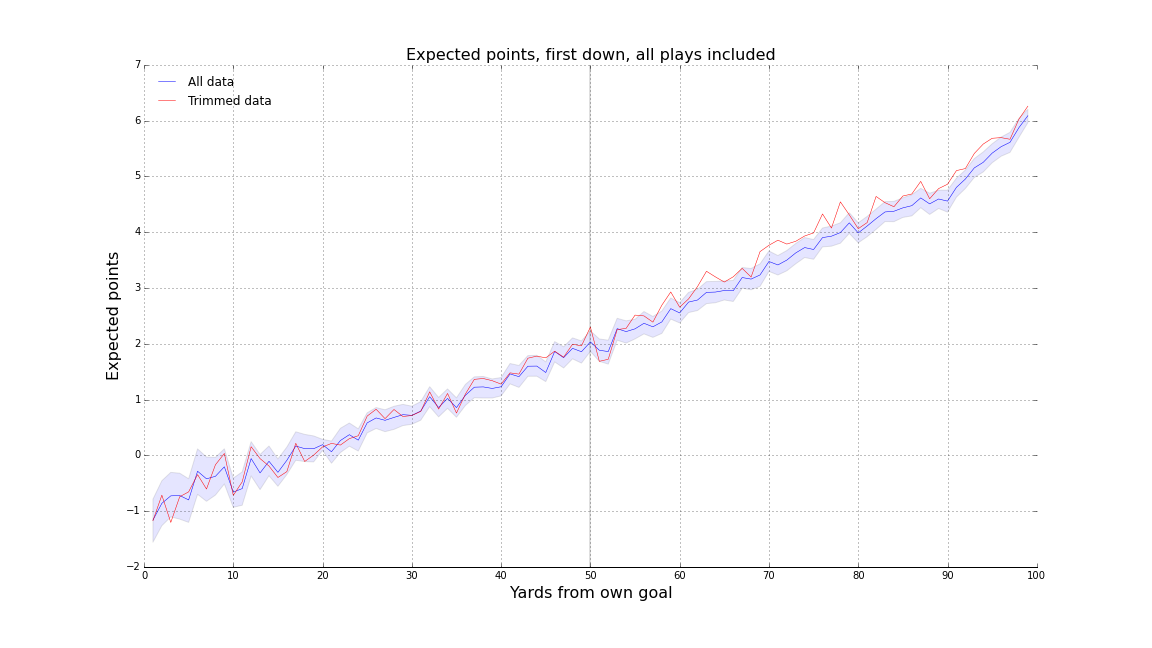 Expected points, first down, all plays included
All data
Trimmed data
Expected points
7
6
5
4
3
2
1
0
−1
−2
0 10 20 30 40 50 60 70 80 90 100
Yards from own goal